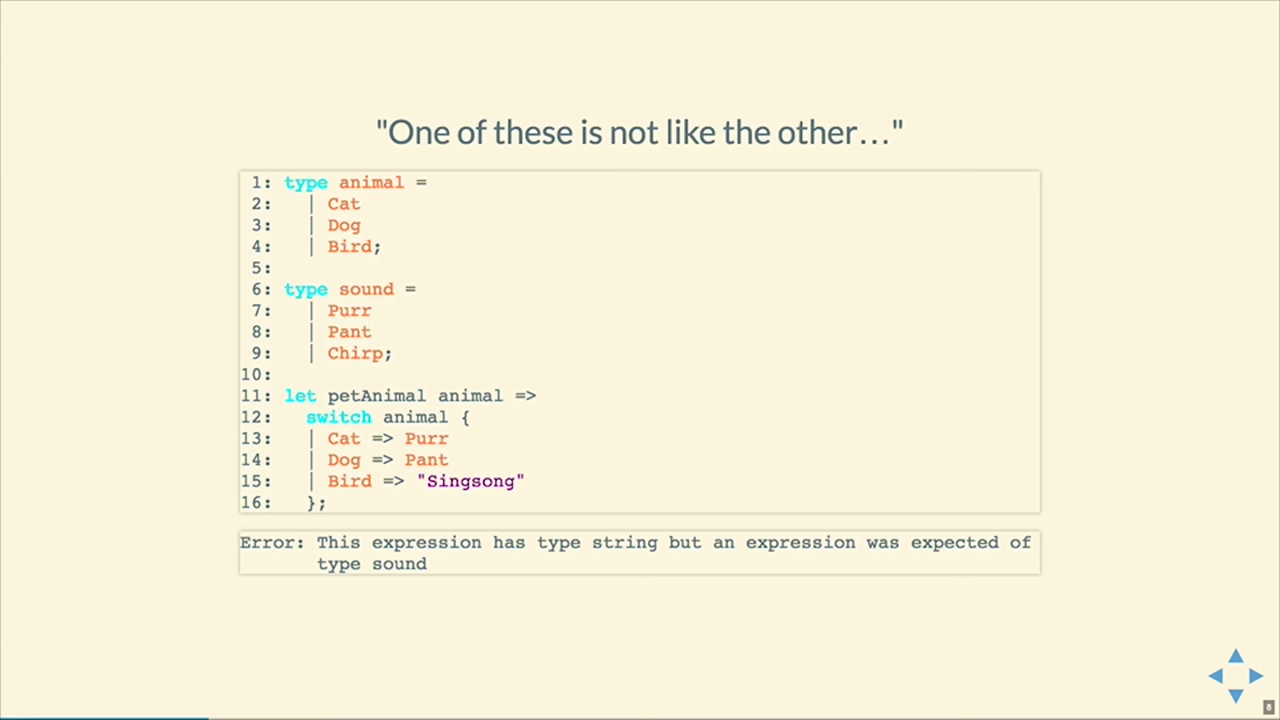 "One of these is not like the other…"
1: type animal =
2:   | Cat
3:   | Dog
4:   | Bird;
5:
6: type sound =
7:   | Purr
8:   | Pant
9:   | Chirp;
10:
11: let petAnimal animal =>
12:   switch animal {
13:   | Cat => Purr
14:   | Dog => Pant
15:   | Bird => "Singsong"
16:   };
Error: This expression has type string but an expression was expected of
       type sound
8